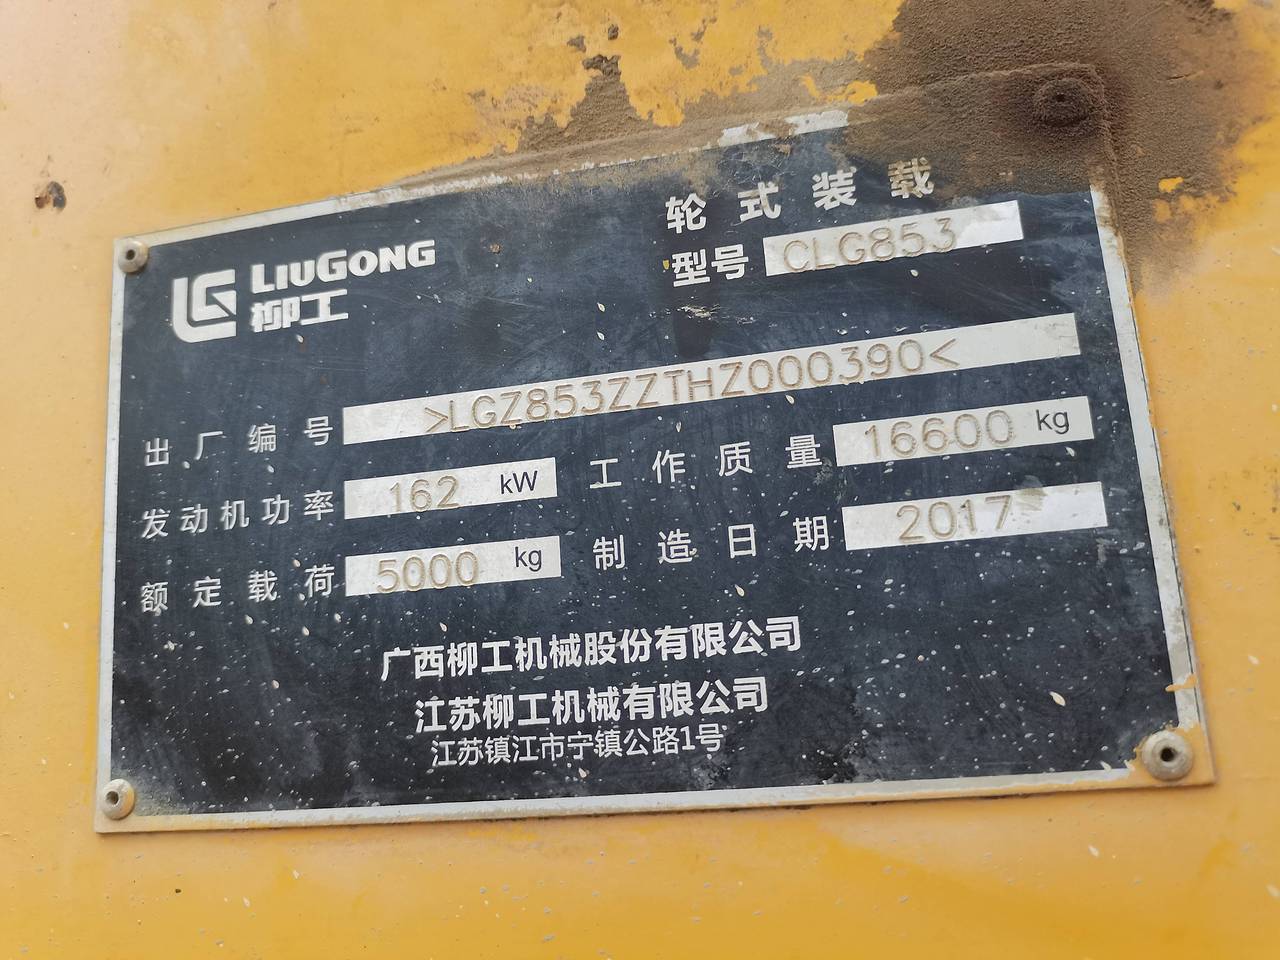 LIUGONG
柳工
轮式装载
型号 CLG853
出厂编号 >LGZ853ZZTHZ000390<
发动机功率 162 kW 工作质量 16600 kg
额定载荷 5000 kg 制造日期 2017
广西柳工机械股份有限公司
江苏柳工机械有限公司
江苏镇江市宁镇公路1号